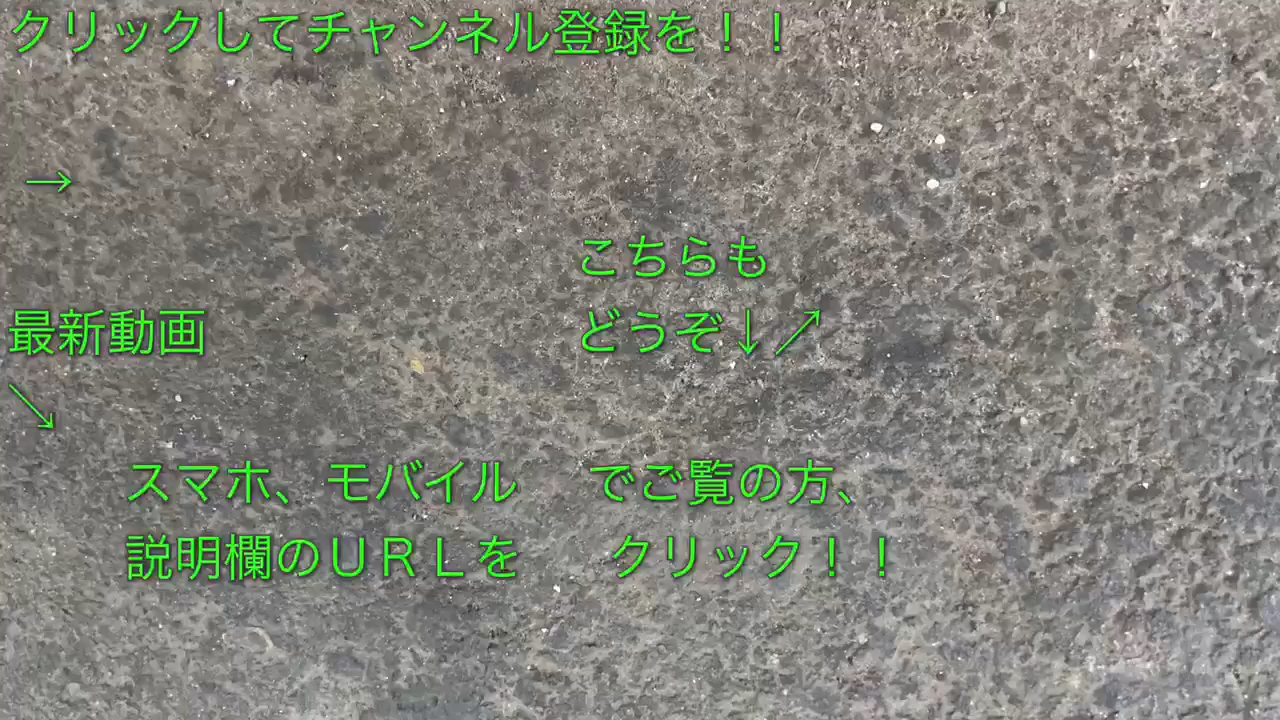 クリックしてチャンネル登録を！！
→
こちらも
どうぞ↓↗
最新動画
↘
スマホ、モバイル　でご覧の方、
説明欄のＵＲＬを　クリック！！